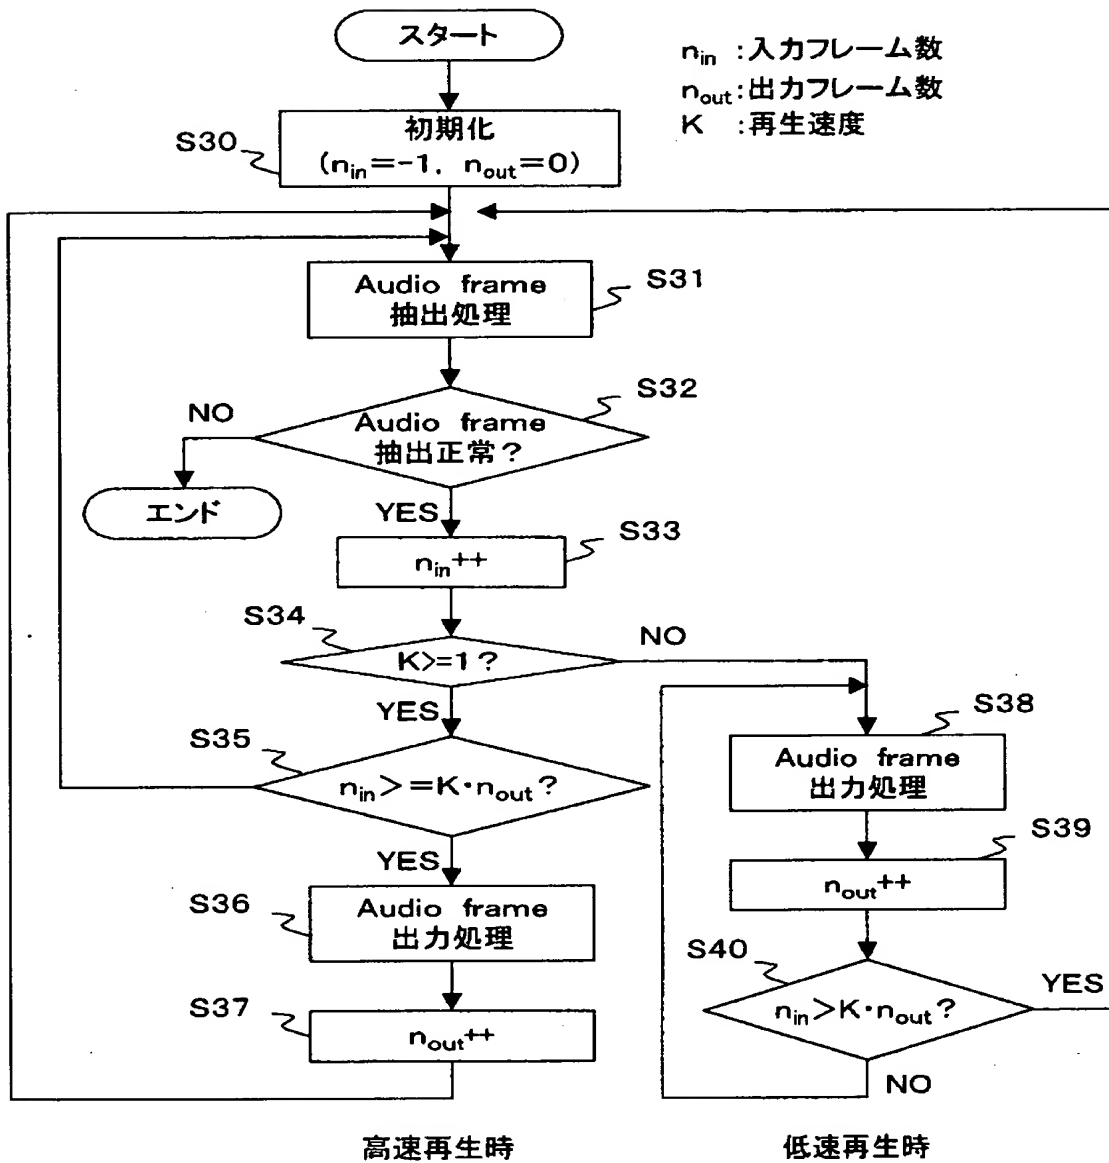 スタート
n_in :入力フレーム数
n_out:出力フレーム数
K :再生速度
S30
初期化
(n_in=-1, n_out=0)
Audio frame
抽出処理
S31
S32
NO
Audio frame
抽出正常?
エンド
YES
S33
n_in++
S34
K>=1?
NO
YES
S35
n_in>=K・n_out?
S38
Audio frame
出力処理
YES
S36
Audio frame
出力処理
S39
n_out++
S37
n_out++
S40
n_in>K・n_out?
YES
NO
高速再生時
低速再生時